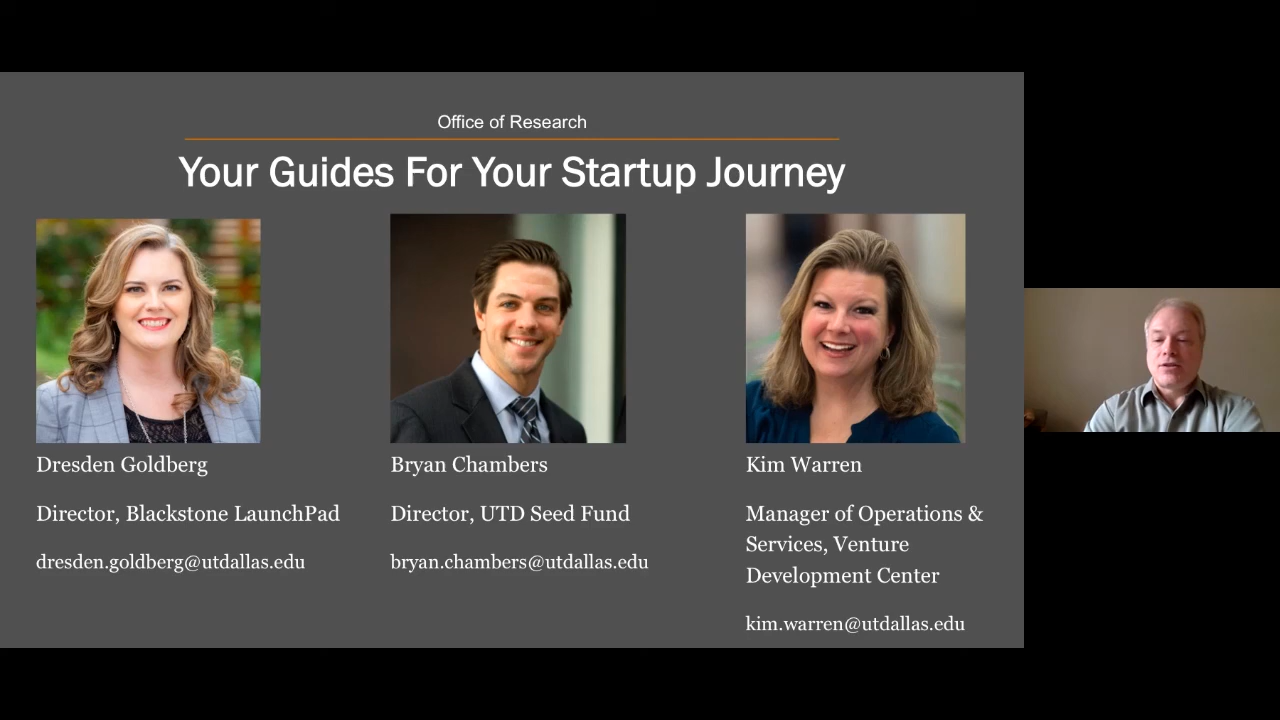 Office of Research
Your Guides For Your Startup Journey
Dresden Goldberg
Director, Blackstone LaunchPad
dresden.goldberg@utdallas.edu
Bryan Chambers
Director, UTD Seed Fund
bryan.chambers@utdallas.edu
Kim Warren
Manager of Operations &
Services, Venture
Development Center
kim.warren@utdallas.edu